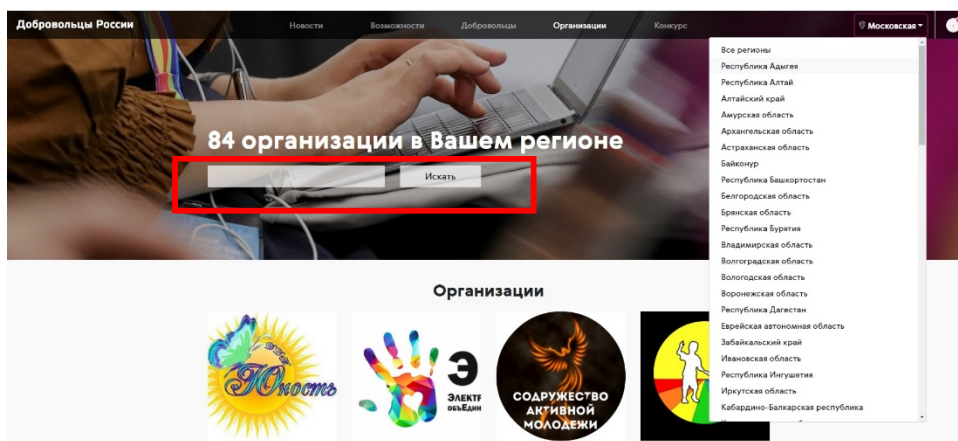 Добровольцы России
Новости
Возможности
Добровольцы
Организации
Конкурс
Московская
84 организации в Вашем регионе
Искать
Все регионы
Республика Адыгея
Республика Алтай
Алтайский край
Амурская область
Архангельская область
Астраханская область
Байконур
Республика Башкортостан
Белгородская область
Брянская область
Республика Бурятия
Владимирская область
Волгоградская область
Вологодская область
Воронежская область
Республика Дагестан
Еврейская автономная область
Забайкальский край
Ивановская область
Республика Ингушетия
Иркутская область
Кабардино-Балкарская республика
Организации
Юность
Э
ЭЛЕКТР
объЕдин
СОДРУЖЕСТВО
АКТИВНОЙ
МОЛОДЕЖИ